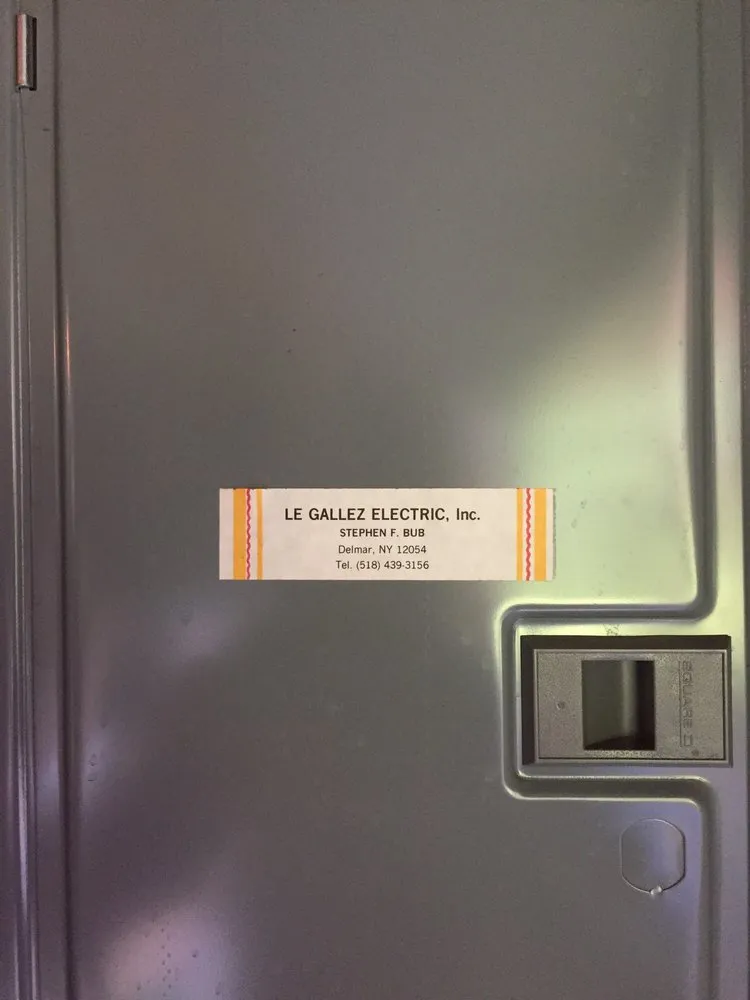 LE GALLEZ ELECTRIC, Inc.
STEPHEN F. BUB
Delmar, NY 12054
Tel. (518) 439-3156
SQUARE D